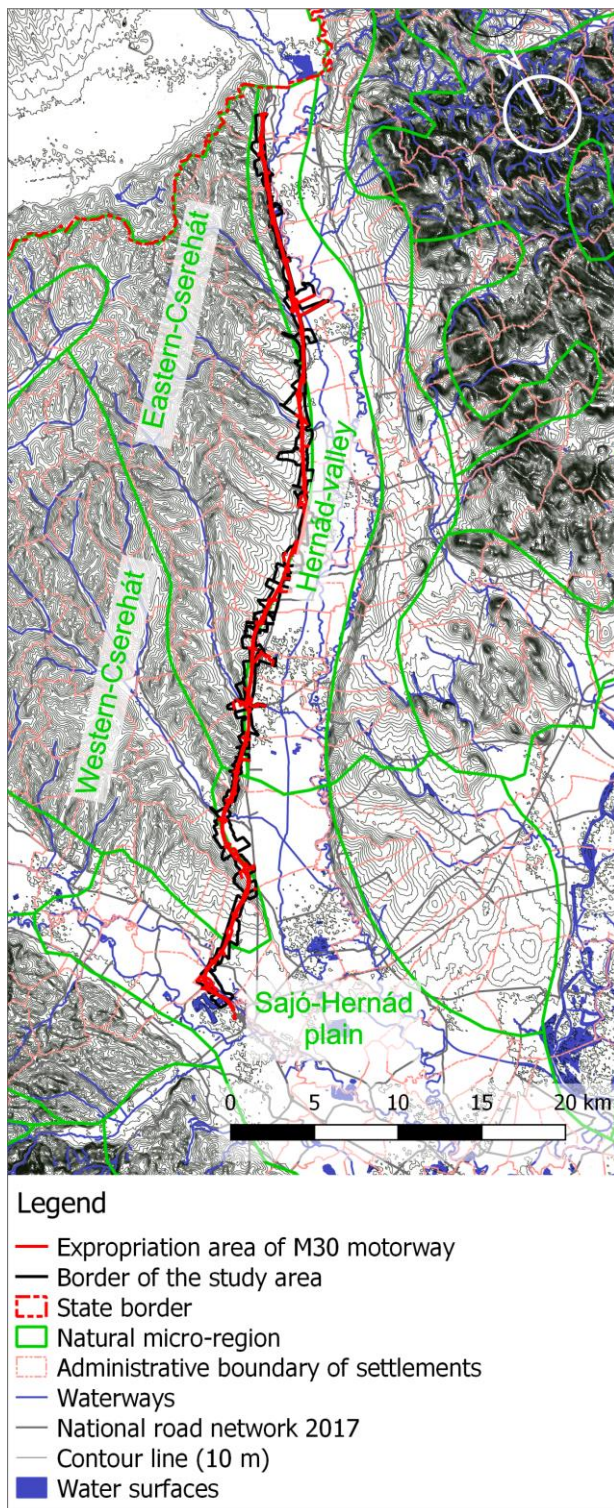 N
Eastern-Cserehát
Hernád-valley
Western-Cserehát
Sajó-Hernád
plain
0 5 10 15 20 km
Legend
Expropriation area of M30 motorway
Border of the study area
State border
Natural micro-region
Administrative boundary of settlements
Waterways
National road network 2017
Contour line (10 m)
Water surfaces